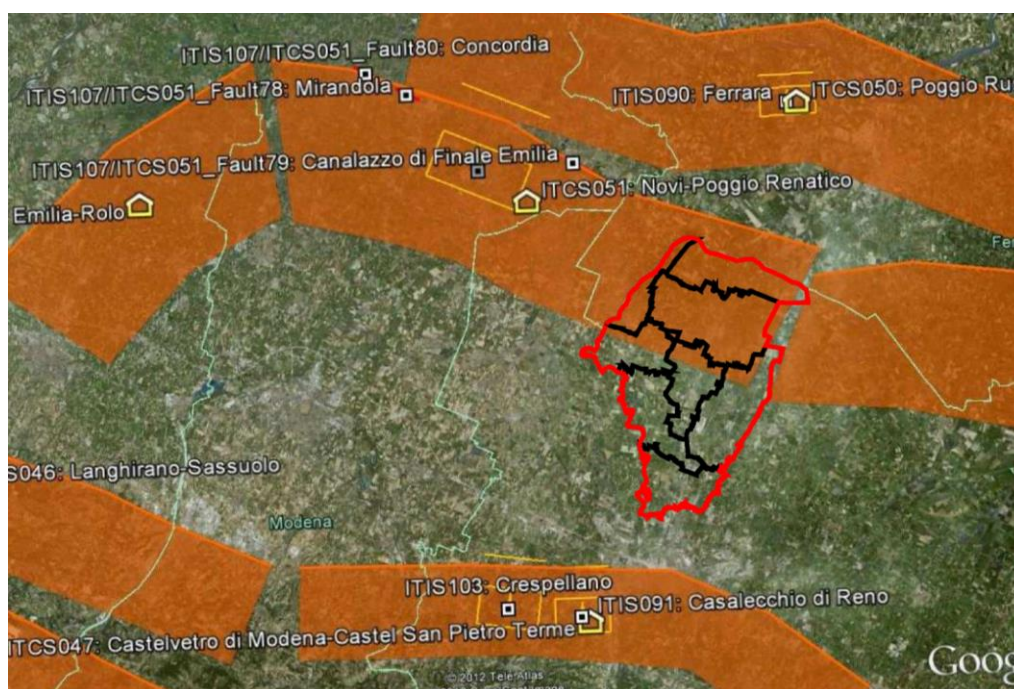 ITIS107/ITCS051_Fault80: Concordia
ITIS107/ITCS051_Fault78: Mirandola
ITIS090: Ferrara
ITCS050: Poggio Ru
ITIS107/ITCS051_Fault79: Canalazzo di Finale Emilia
ITCS051: Novi-Poggio Renatico
Emilia-Rolo
Fer
S046: Langhirano-Sassuolo
Modena
ITIS103: Crespellano
ITIS091: Casalecchio di Reno
ITCS047: Castelvetro di Modena-Castel San Pietro Terme
© 2012 Tele Atlas
Goog